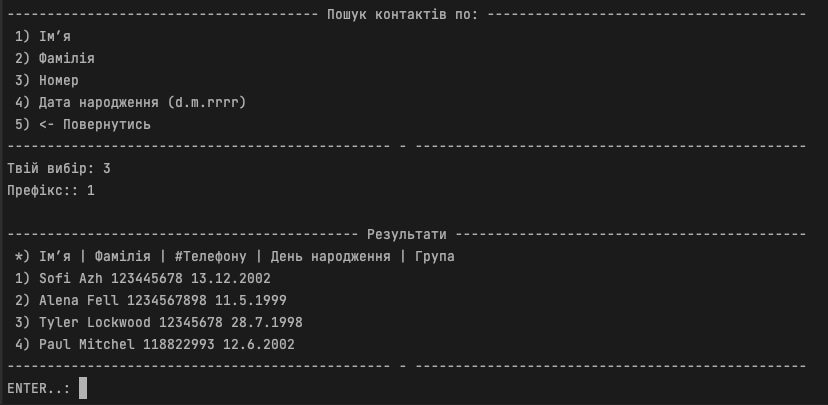 ---------------------------------------- Пошук контактів по: ----------------------------------------
1) Ім’я
2) Фамілія
3) Номер
4) Дата народження (d.m.rrrr)
5) <- Повернутись
------------------------------------------------ - -------------------------------------------------
Твій вибір: 3
Префікс:: 1
-------------------------------------------- Результати --------------------------------------------
*) Ім’я | Фамілія | #Телефону | День народження | Група
1) Sofi Azh 123445678 13.12.2002
2) Alena Fell 1234567898 11.5.1999
3) Tyler Lockwood 12345678 28.7.1998
4) Paul Mitchel 118822993 12.6.2002
------------------------------------------------ - -------------------------------------------------
ENTER..: